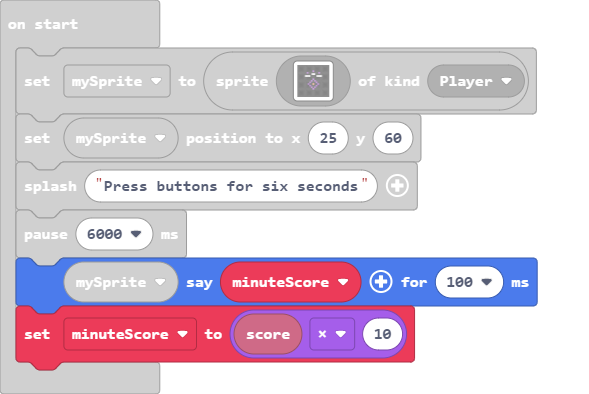 on start
set mySprite to sprite of kind Player
set mySprite position to x 25 y 60
splash "Press buttons for six seconds"
pause 6000 ms
mySprite say minuteScore for 100 ms
set minuteScore to score × 10